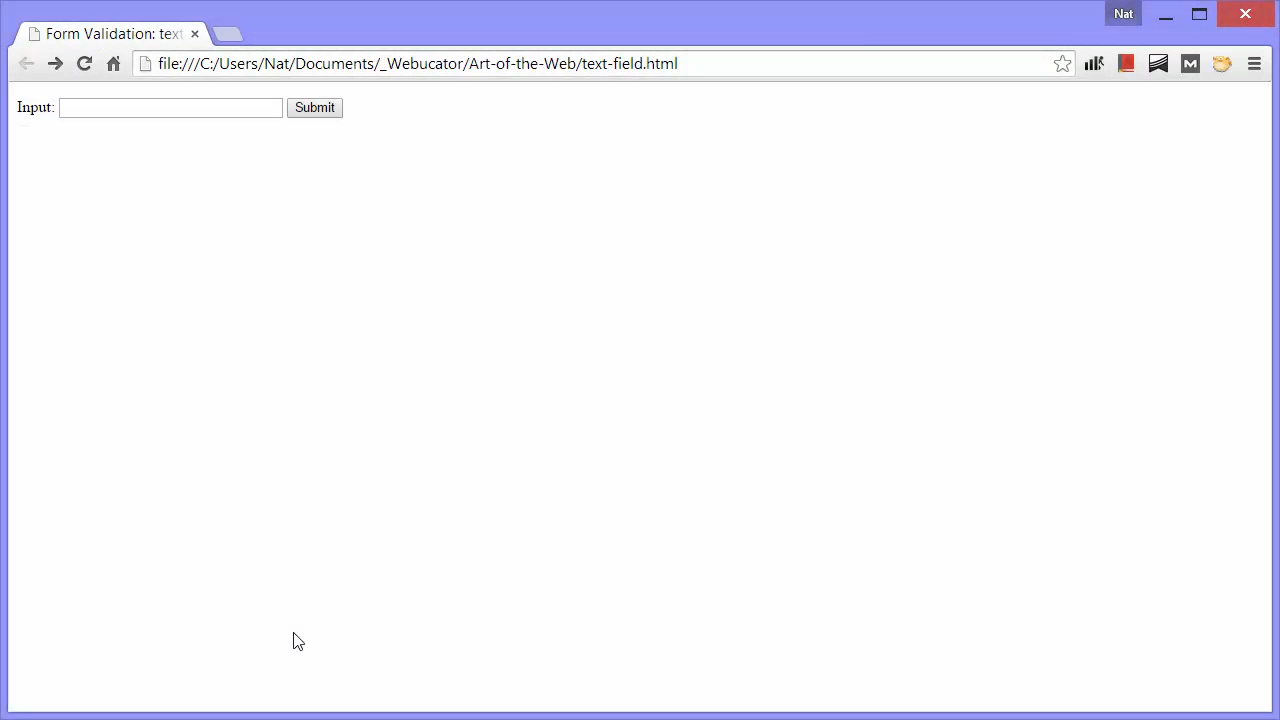 Nat
Form Validation: text
file:///C:/Users/Nat/Documents/_Webucator/Art-of-the-Web/text-field.html
M
Input:
Submit